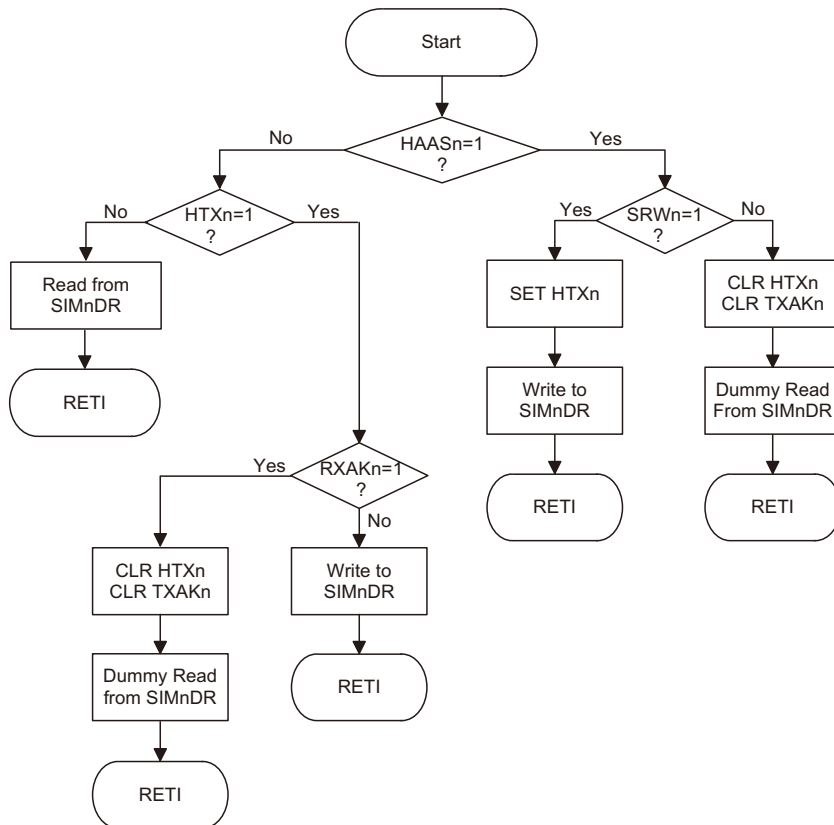 Start
No
HAASn=1
?
Yes
No
HTXn=1
?
Yes
Yes
SRWn=1
?
No
Read from
SIMnDR
SET HTXn
CLR HTXn
CLR TXAKn
RETI
Write to
SIMnDR
Dummy Read
From SIMnDR
Yes
RXAKn=1
?
No
RETI
RETI
CLR HTXn
CLR TXAKn
Write to
SIMnDR
Dummy Read
from SIMnDR
RETI
RETI